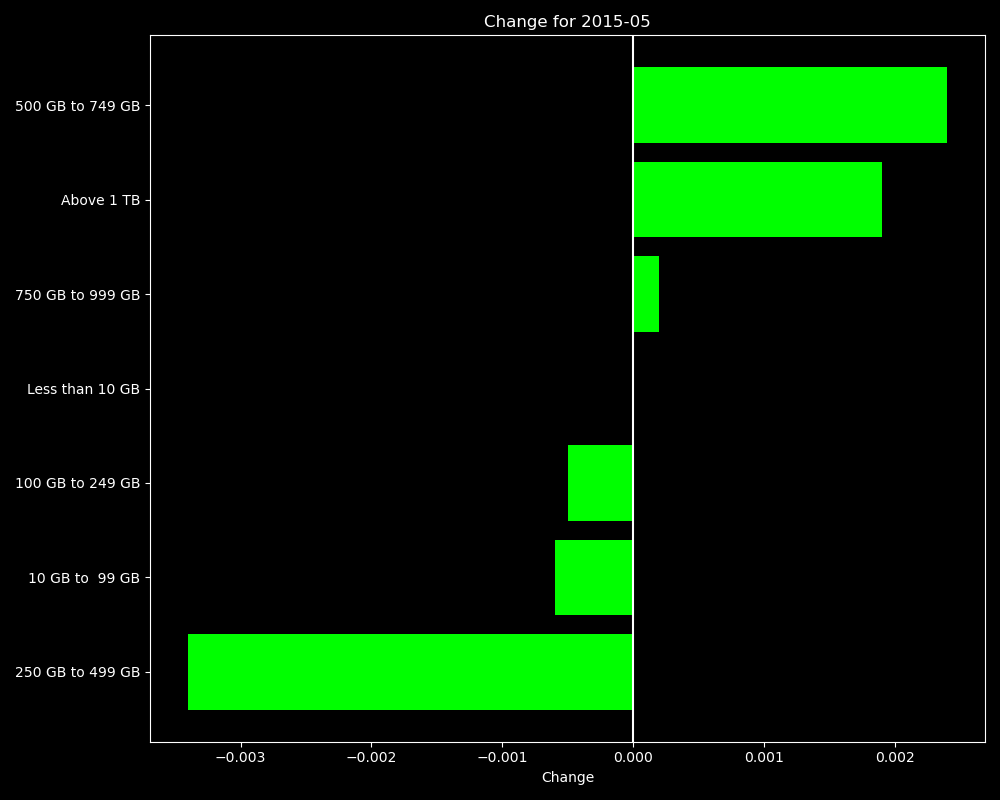 Change for 2015-05
500 GB to 749 GB
Above 1 TB
750 GB to 999 GB
Less than 10 GB
100 GB to 249 GB
10 GB to  99 GB
250 GB to 499 GB
−0.003 −0.002 −0.001 0.000 0.001 0.002
Change